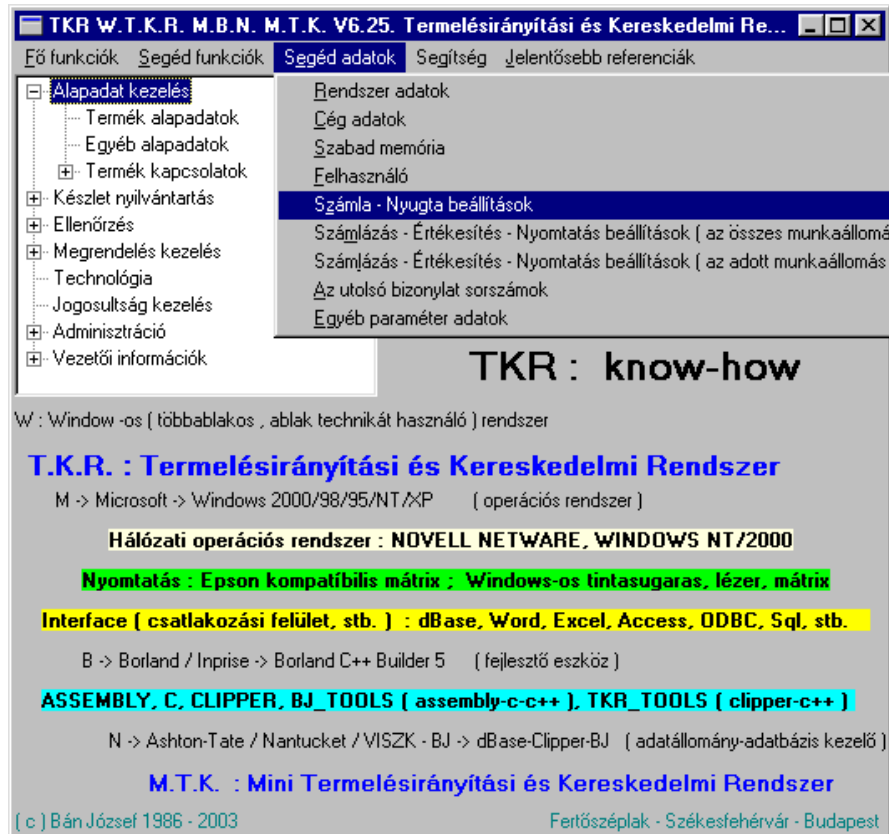 TKR W.T.K.R. M.B.N. M.T.K. V6.25. Termelésirányítási és Kereskedelmi Re...
Fő funkciók Segéd funkciók Segéd adatok Segítség Jelentősebb referenciák
Alapadat kezelés
Termék alapadatok
Egyéb alapadatok
Termék kapcsolatok
Készlet nyilvántartás
Ellenőrzés
Megrendelés kezelés
Technológia
Jogosultság kezelés
Adminisztráció
Vezetői információk
Rendszer adatok
Cég adatok
Szabad memória
Felhasználó
Számla - Nyugta beállítások
Számlázás - Értékesítés - Nyomtatás beállítások ( az összes munkaállomá
Számlázás - Értékesítés - Nyomtatás beállítások ( az adott munkaállomás
Az utolsó bizonylat sorszámok
Egyéb paraméter adatok
TKR : know-how
W : Window -os ( többablakos , ablak technikát használó ) rendszer
T.K.R. : Termelésirányítási és Kereskedelmi Rendszer
M -> Microsoft -> Windows 2000/98/95/NT/XP ( operációs rendszer )
Hálózati operációs rendszer : NOVELL NETWARE, WINDOWS NT/2000
Nyomtatás : Epson kompatíbilis mátrix ; Windows-os tintasugaras, lézer, mátrix
Interface ( csatlakozási felület, stb. ) : dBase, Word, Excel, Access, ODBC, Sql, stb.
B -> Borland / Inprise -> Borland C++ Builder 5 ( fejlesztő eszköz )
ASSEMBLY, C, CLIPPER, BJ_TOOLS ( assembly-c-c++ ), TKR_TOOLS ( clipper-c++ )
N -> Ashton-Tate / Nantucket / VISZK - BJ -> dBase-Clipper-BJ ( adatállomány-adatbázis kezelő )
M.T.K. : Mini Termelésirányítási és Kereskedelmi Rendszer
( c ) Bán József 1986 - 2003 Fertőszéplak - Székesfehérvár - Budapest